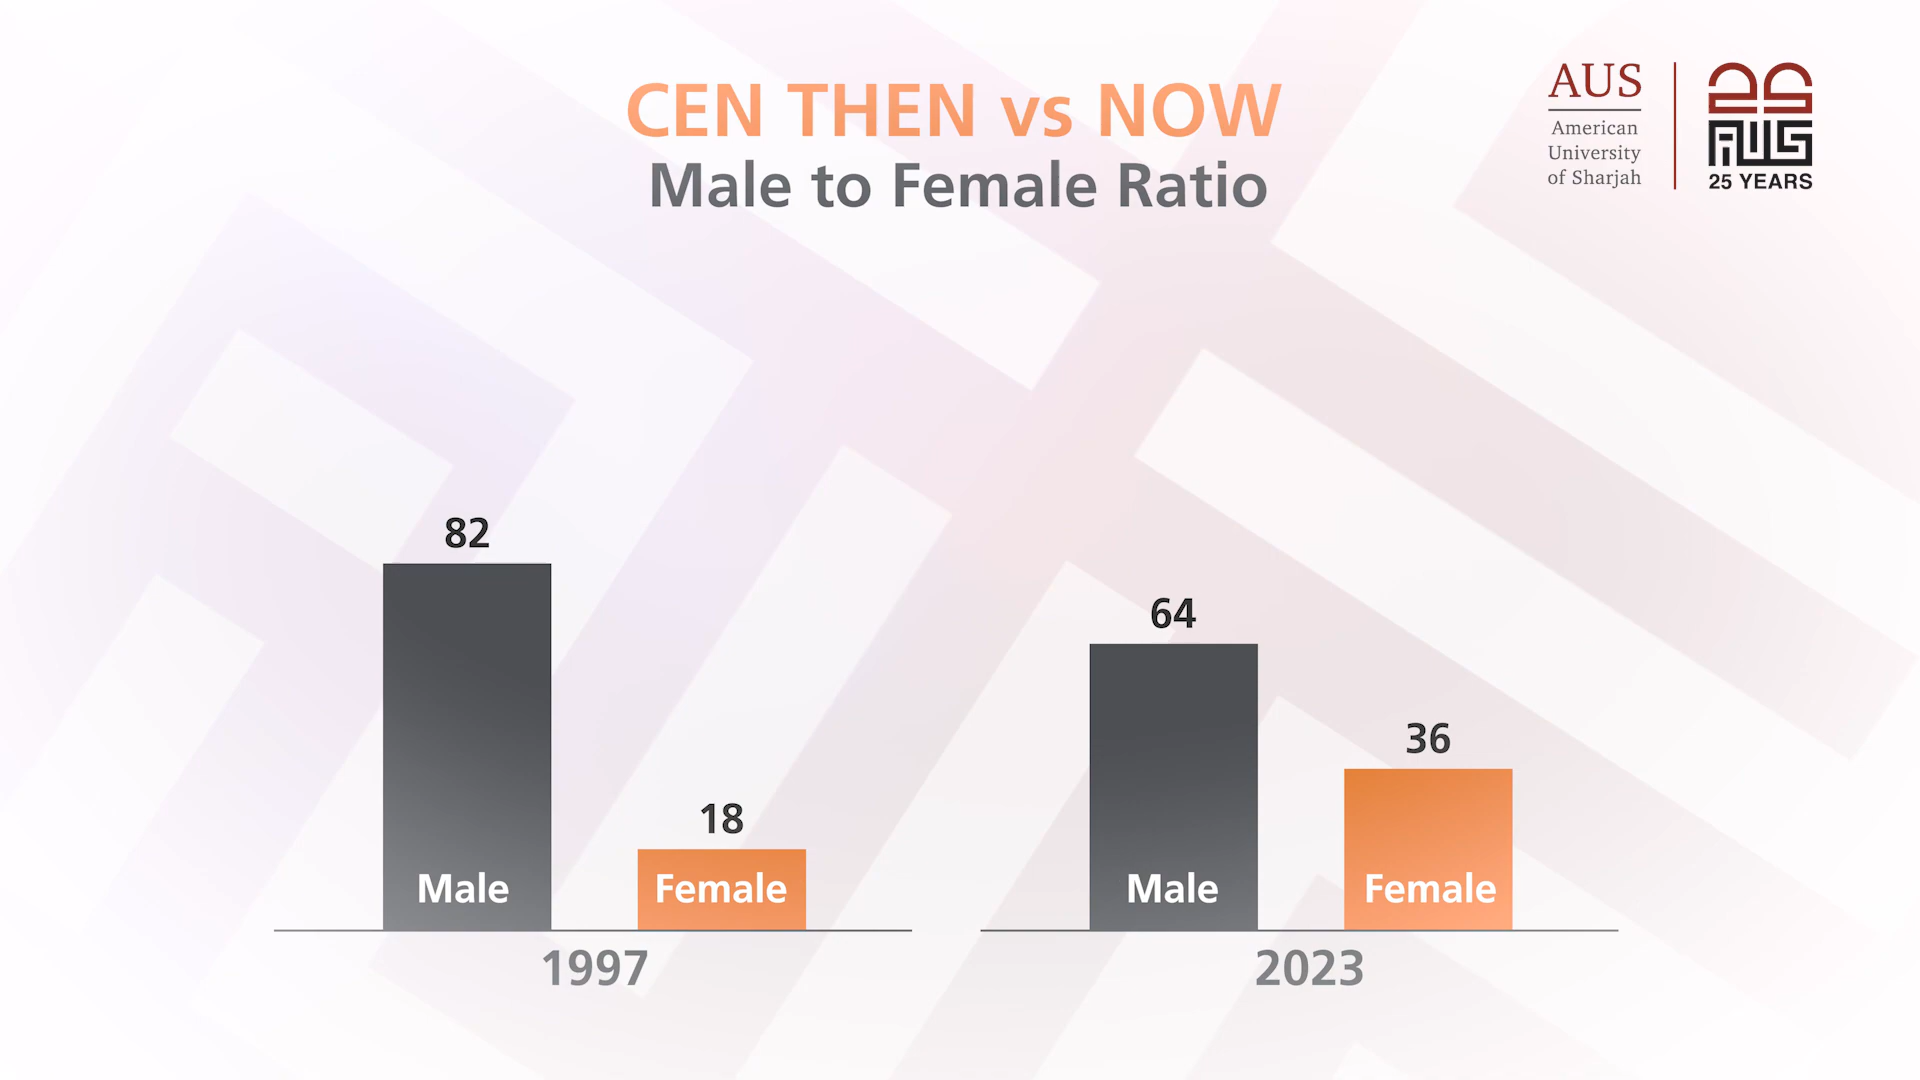 CEN THEN vs NOW
Male to Female Ratio
AUS
American
University
of Sharjah
AUS
25 YEARS
82
18
Male
Female
1997
64
36
Male
Female
2023